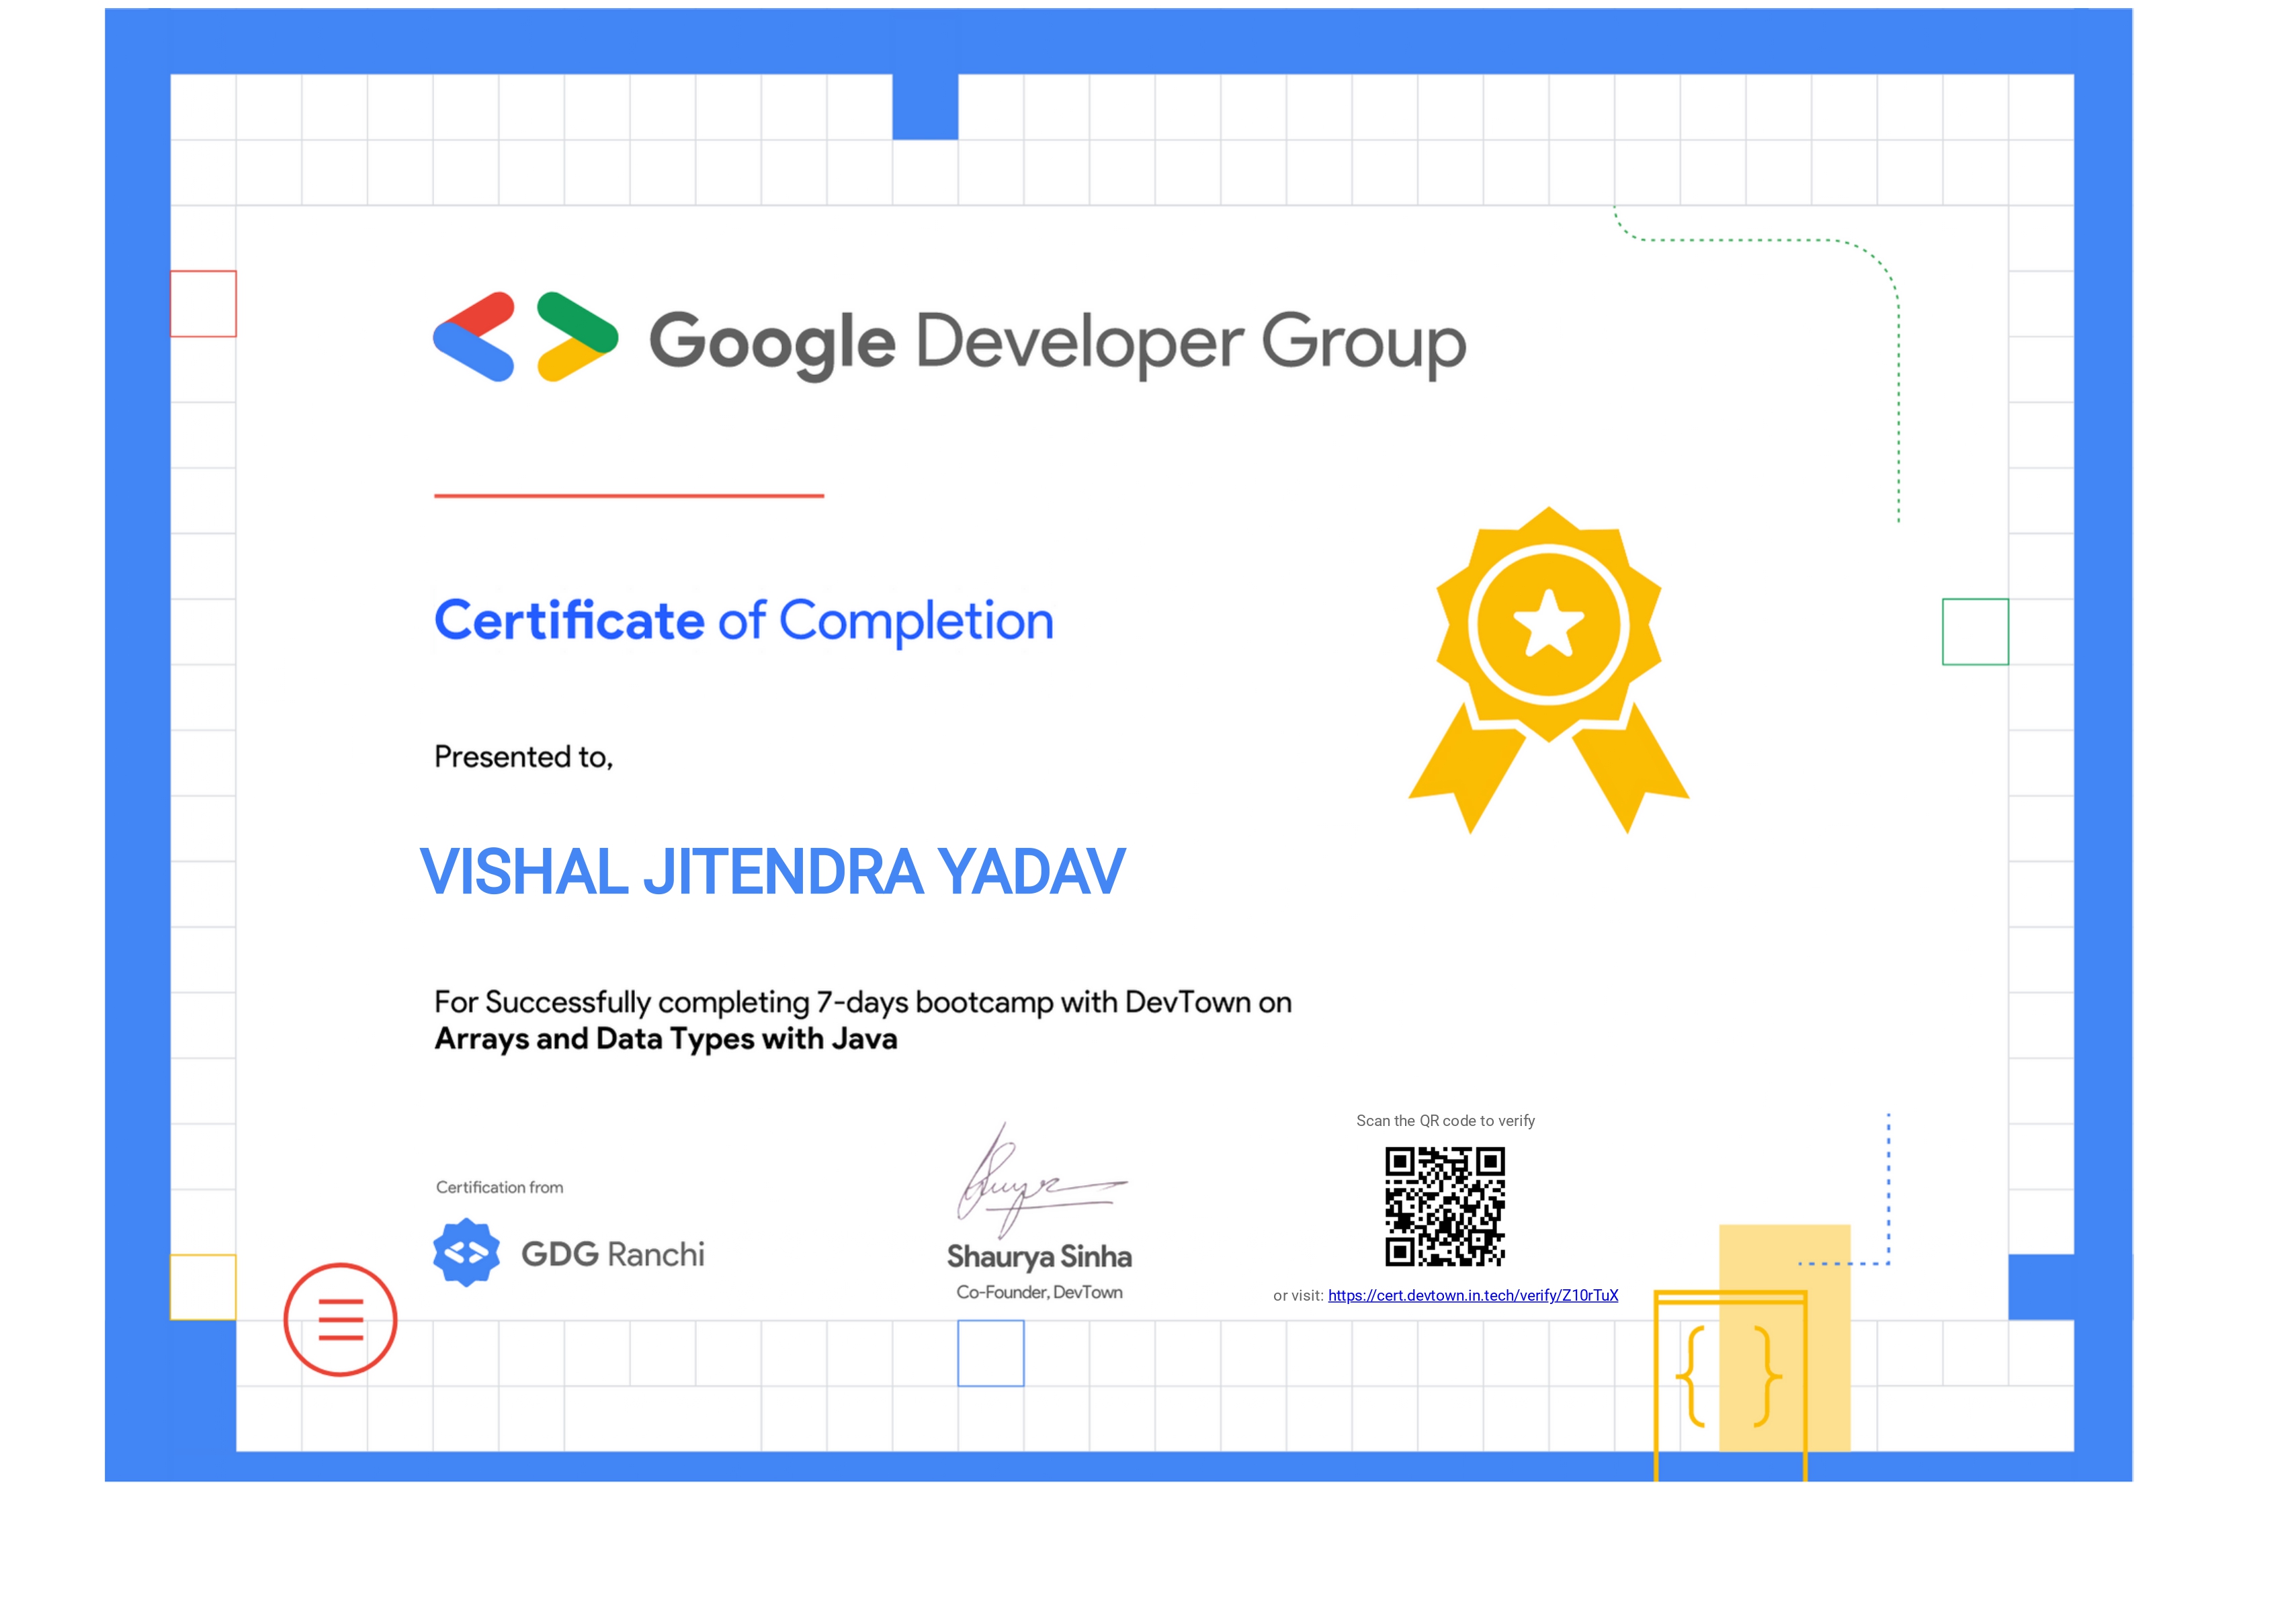 Google Developer Group
Certificate of Completion
Presented to,
VISHAL JITENDRA YADAV
For Successfully completing 7-days bootcamp with DevTown on
Arrays and Data Types with Java
Certification from
GDG Ranchi
Shaurya Sinha
Co-Founder, DevTown
Scan the QR code to verify
or visit: https://cert.devtown.in.tech/verify/Z10rTuX
{ }